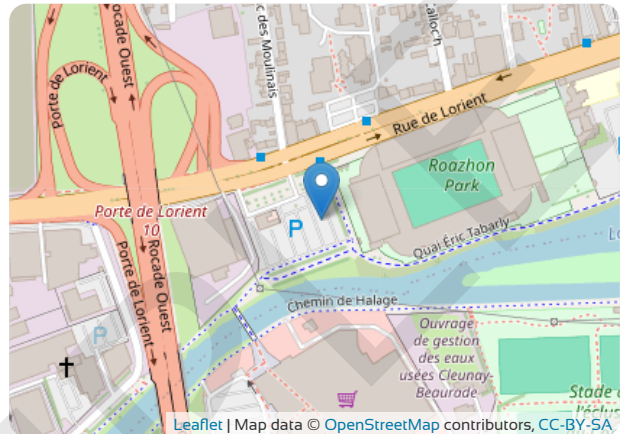 Rocade Ouest
c des Moulinais
alloc'h
Porte de Lorient
Rue de Lorient
Roazhon
Park
P
Porte de Lorient
10
Quai Éric Tabarly
Porte de Lorient
Rocade Ouest
Chemin de Halage
P
Ouvrage
de gestion
des eaux
usées Cleunay-
Beaurade
Stade
l'éclus
Leaflet | Map data © OpenStreetMap contributors, CC-BY-SA